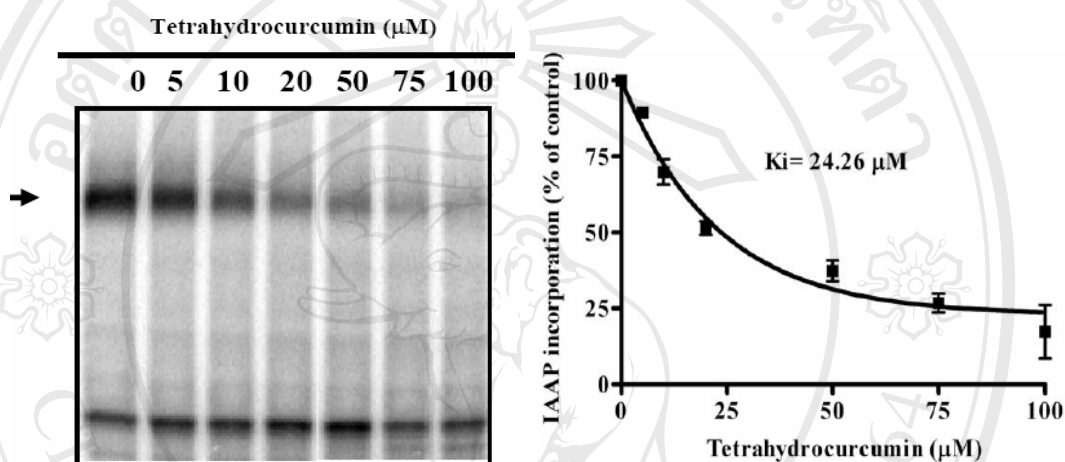 Tetrahydrocurcumin (μM)
0 5 10 20 50 75 100
IAAP incorporation (% of control)
100
75
50
25
0
Ki= 24.26 μM
0 25 50 75 100
Tetrahydrocurcumin (μM)